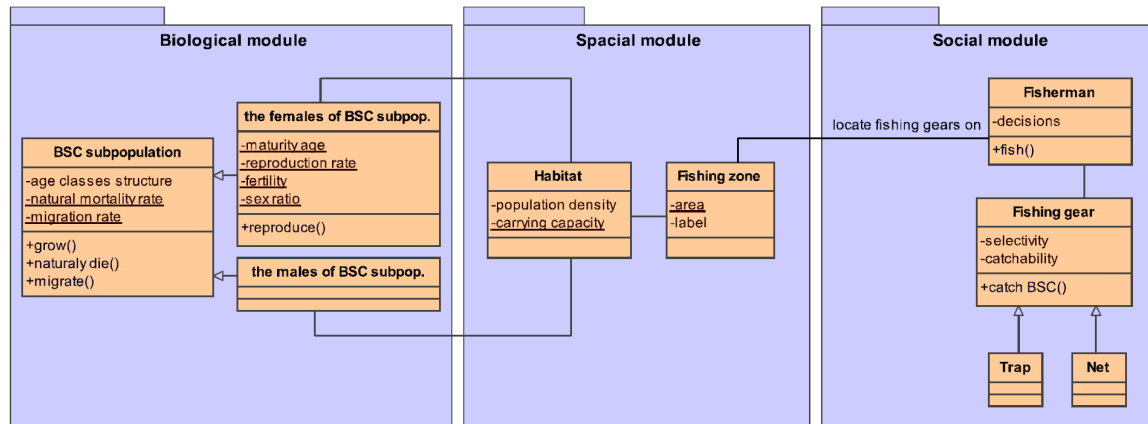 Biological module
the females of BSC subpop.
-maturity age
-reproduction rate
-fertility
-sex ratio
+reproduce()
BSC subpopulation
-age classes structure
-natural mortality rate
-migration rate
+grow()
+naturaly die()
+migrate()
the males of BSC subpop.
Spacial module
Habitat
-population density
-carrying capacity
Fishing zone
-area
-label
Social module
locate fishing gears on
Fisherman
-decisions
+fish()
Fishing gear
-selectivity
-catchability
+catch BSC()
Trap
Net